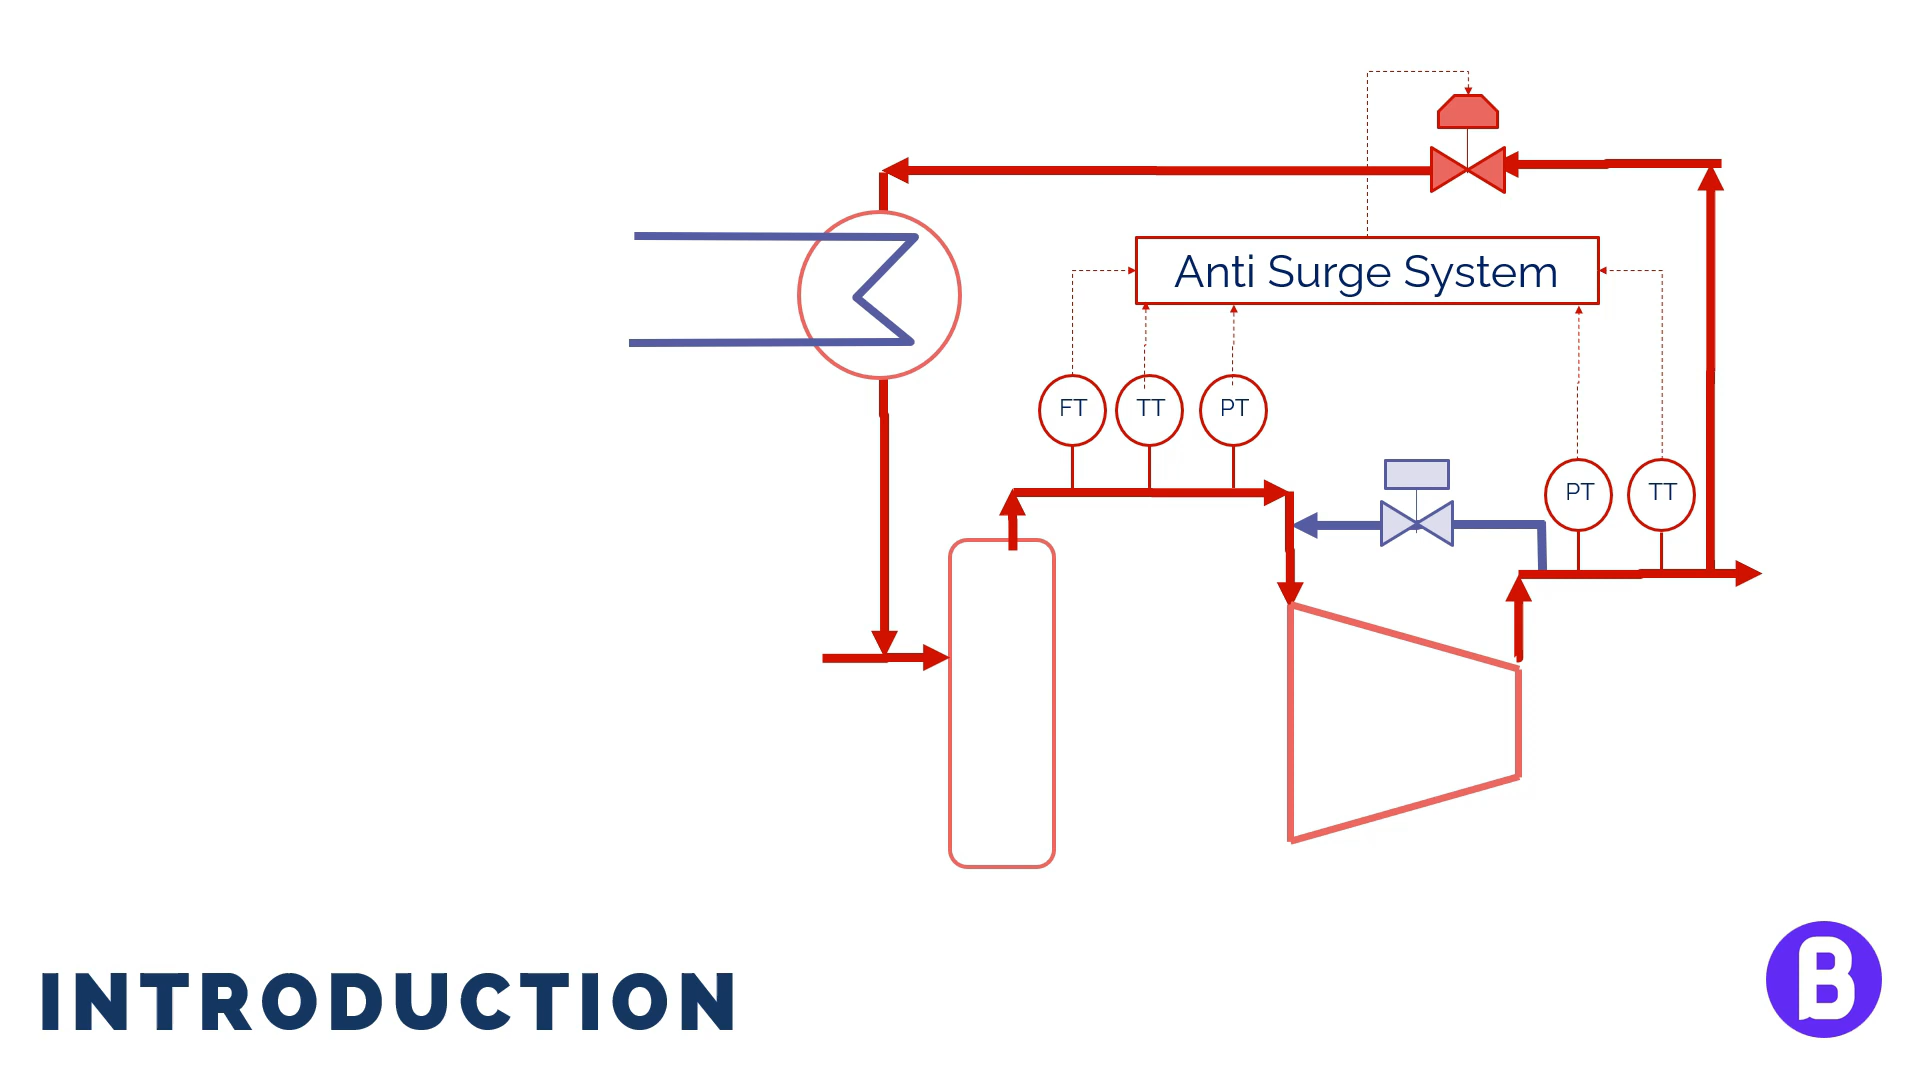 Anti Surge System
FT
TT
PT
PT
TT
INTRODUCTION
B